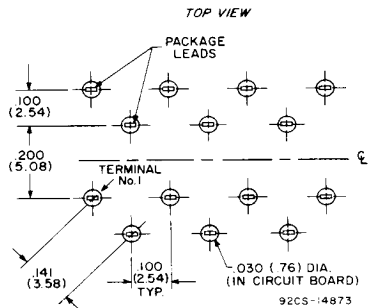 TOP VIEW
PACKAGE
LEADS
.100
(2.54)
.200
(5.08)
℄
TERMINAL
No.1
.141
(3.58)
.100
(2.54)
TYP.
.030 (.76) DIA.
(IN CIRCUIT BOARD)
92CS-14873